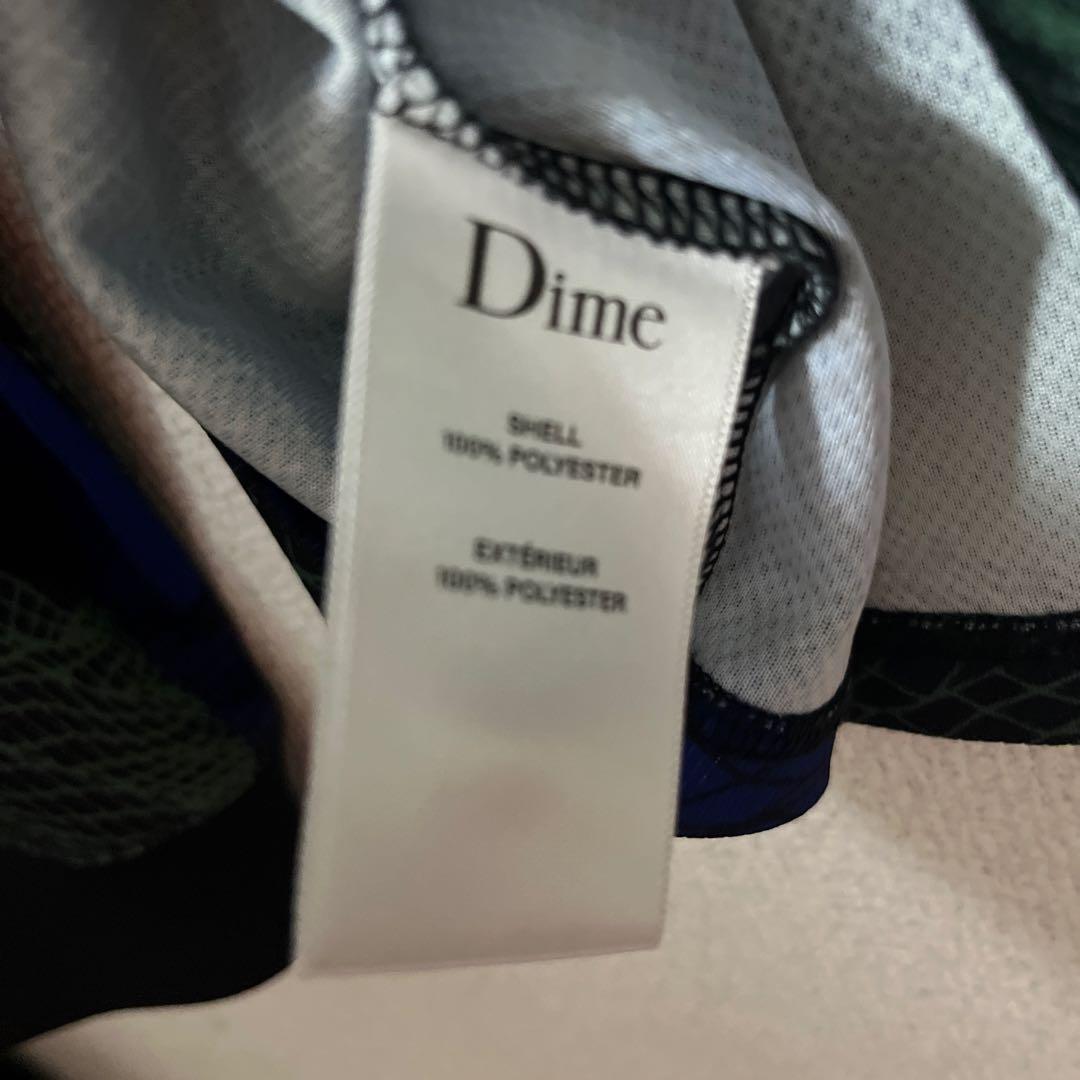 Dime
SHELL
100% POLYESTER
EXTÉRIEUR
100% POLYESTER